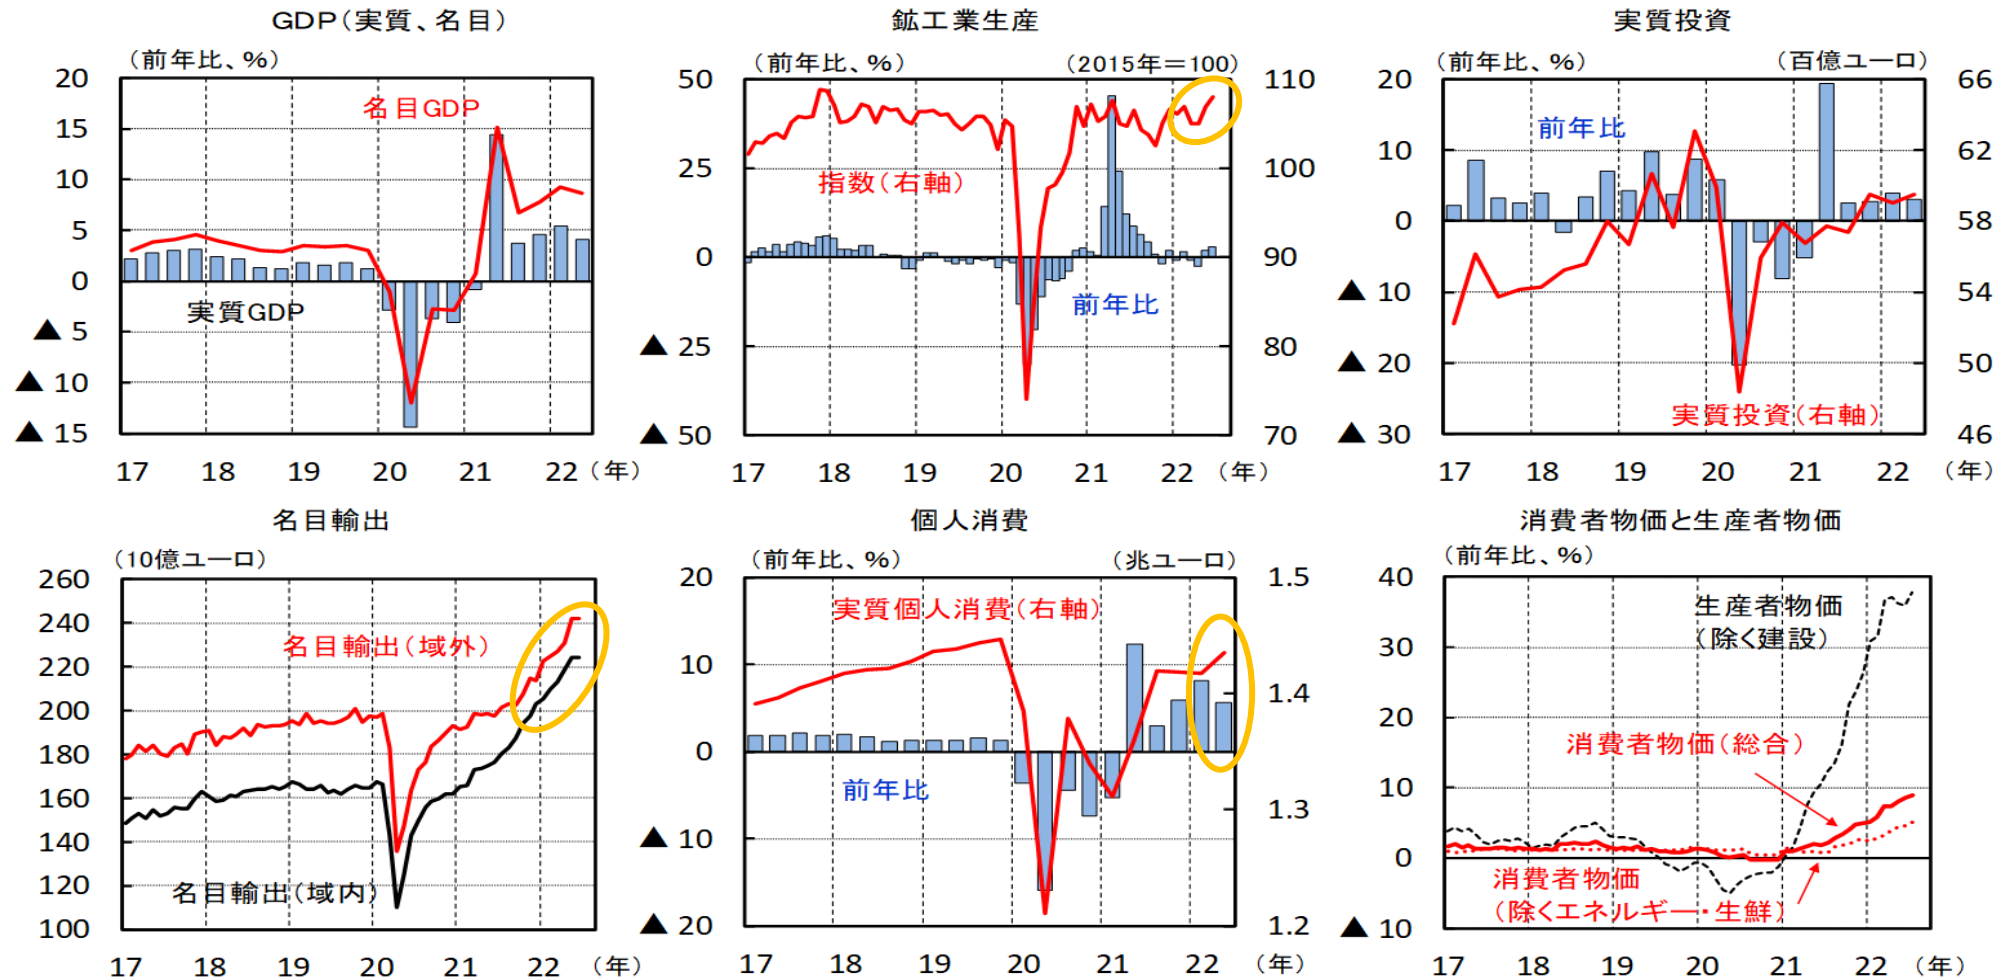 GDP(実質、名目)
(前年比、%)
20
15
10
5
0
▲ 5
▲ 10
▲ 15
名目GDP
実質GDP
17 18 19 20 21 22 (年)
鉱工業生産
(前年比、%) (2015年=100)
50 110
25 100
0 90
▲ 25 80
▲ 50 70
指数(右軸)
前年比
17 18 19 20 21 22 (年)
実質投資
(前年比、%) (百億ユーロ)
20 66
10 62
0 58
▲ 10 54
▲ 20 50
▲ 30 46
前年比
実質投資(右軸)
17 18 19 20 21 22 (年)
名目輸出
(10億ユーロ)
260
240
220
200
180
160
140
120
100
名目輸出(域外)
名目輸出(域内)
17 18 19 20 21 22 (年)
個人消費
(前年比、%) (兆ユーロ)
20 1.5
10
1.4
0
1.3
▲ 10
▲ 20 1.2
実質個人消費(右軸)
前年比
17 18 19 20 21 22 (年)
消費者物価と生産者物価
(前年比、%)
40
30
20
10
0
▲ 10
生産者物価
(除く建設)
消費者物価(総合)
消費者物価
(除くエネルギー・生鮮)
17 18 19 20 21 22 (年)